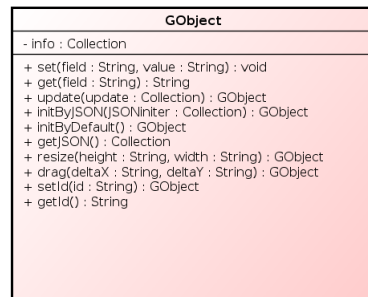 GObject
- info : Collection
+ set(field : String, value : String) : void
+ get(field : String) : String
+ update(update : Collection) : GObject
+ initByJSON(JSONiniter : Collection) : GObject
+ initByDefault() : GObject
+ getJSON() : Collection
+ resize(height : String, width : String) : GObject
+ drag(deltaX : String, deltaY : String) : GObject
+ setId(id : String) : GObject
+ getId() : String